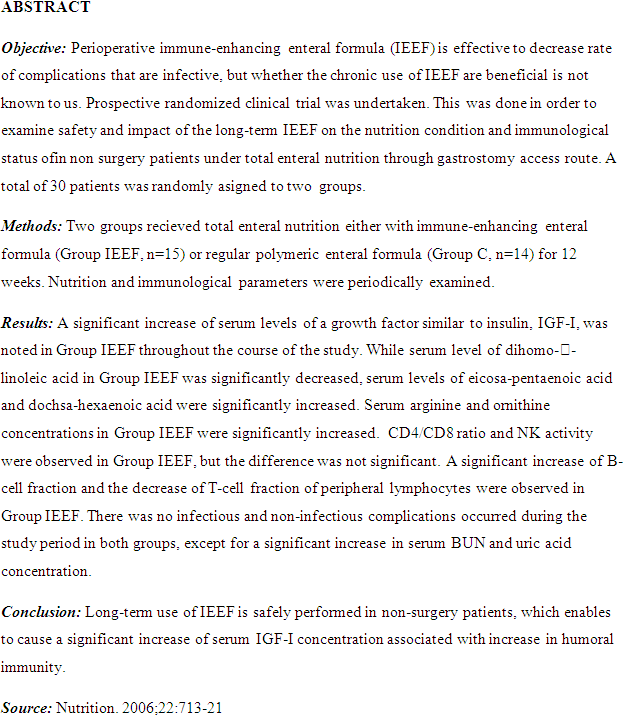 ABSTRACT
Objective: Perioperative immune-enhancing enteral formula (IEEF) is effective to decrease rate
of complications that are infective, but whether the chronic use of IEEF are beneficial is not
known to us. Prospective randomized clinical trial was undertaken. This was done in order to
examine safety and impact of the long-term IEEF on the nutrition condition and immunological
status ofin non surgery patients under total enteral nutrition through gastrostomy access route. A
total of 30 patients was randomly asigned to two groups.
Methods: Two groups recieved total enteral nutrition either with immune-enhancing enteral
formula (Group IEEF, n=15) or regular polymeric enteral formula (Group C, n=14) for 12
weeks. Nutrition and immunological parameters were periodically examined.
Results: A significant increase of serum levels of a growth factor similar to insulin, IGF-I, was
noted in Group IEEF throughout the course of the study. While serum level of dihomo-□-
linoleic acid in Group IEEF was significantly decreased, serum levels of eicosa-pentaenoic acid
and dochsa-hexaenoic acid were significantly increased. Serum arginine and ornithine
concentrations in Group IEEF were significantly increased. CD4/CD8 ratio and NK activity
were observed in Group IEEF, but the difference was not significant. A significant increase of B-
cell fraction and the decrease of T-cell fraction of peripheral lymphocytes were observed in
Group IEEF. There was no infectious and non-infectious complications occurred during the
study period in both groups, except for a significant increase in serum BUN and uric acid
concentration.
Conclusion: Long-term use of IEEF is safely performed in non-surgery patients, which enables
to cause a significant increase of serum IGF-I concentration associated with increase in humoral
immunity.
Source: Nutrition. 2006;22:713-21